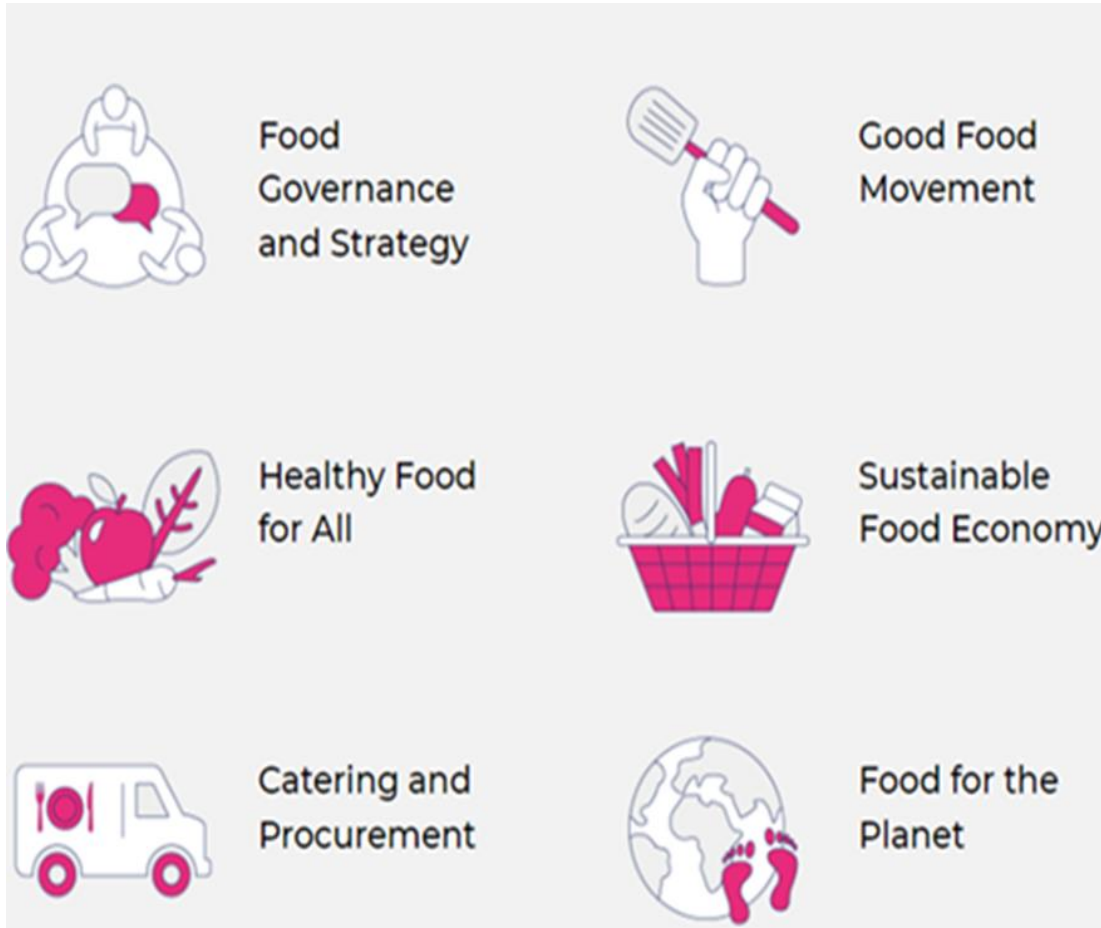 Food
Governance
and Strategy
Good Food
Movement
Healthy Food
for All
Sustainable
Food Economy
Catering and
Procurement
Food for the
Planet